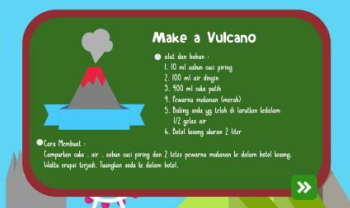 Make a Vulcano
alat dan bahan :
1. 10 ml sabun cuci piring
2. 100 ml air dingin
3. 400 ml cuka putih
4. Pewarna makanan (merah)
5. Baking soda yg telah di larutkan kedalam
1/2 gelas air
6. Botol kosong ukuran 2 liter
Cara Membuat :
Campurkan cuka , air , sabun cuci piring dan 2 tetes pewarna makanan ke dalam botol kosong.
Waktu erupsi terjadi. Tuangkan soda ke dalam botol.